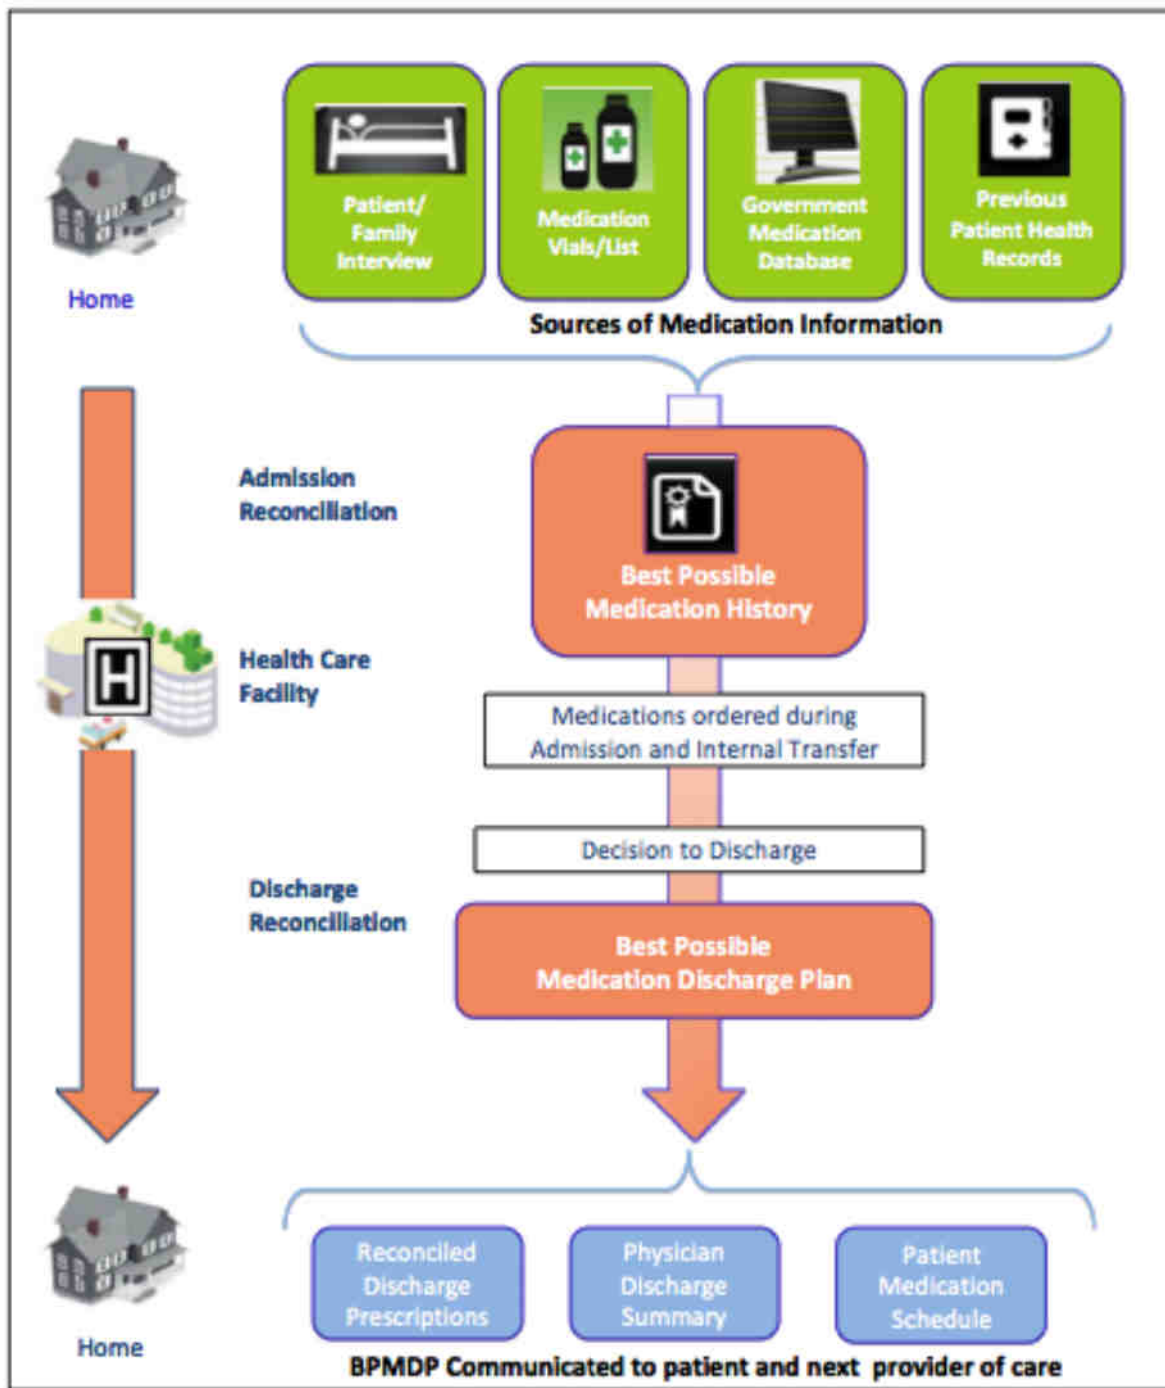 Patient/
Family
Interview
Medication
Vials/List
Government
Medication
Database
Previous
Patient Health
Records
Home
Sources of Medication Information
Admission
Reconciliation
Best Possible
Medication History
H
Health Care
Facility
Medications ordered during
Admission and Internal Transfer
Decision to Discharge
Discharge
Reconciliation
Best Possible
Medication Discharge Plan
Reconciled
Discharge
Prescriptions
Physician
Discharge
Summary
Patient
Medication
Schedule
Home
BPMDP Communicated to patient and next provider of care